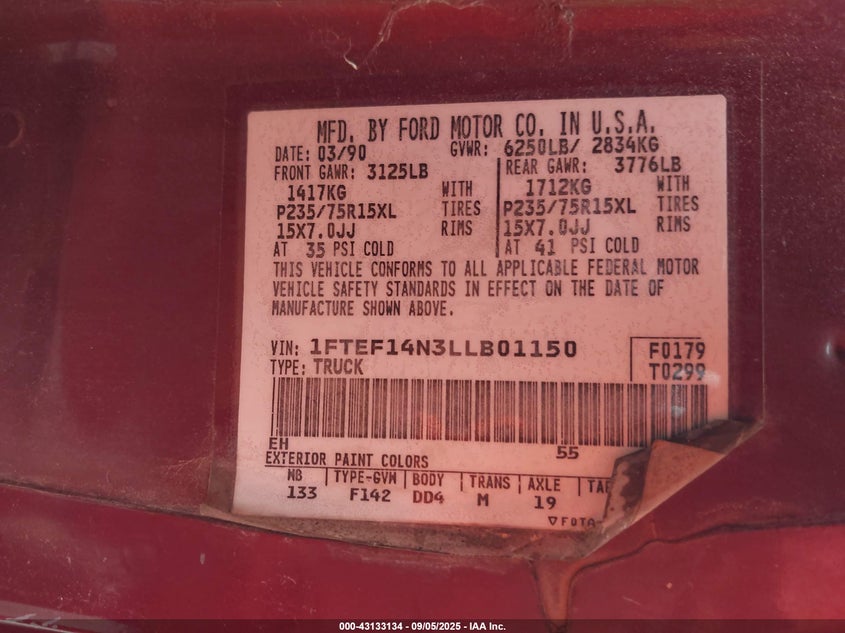 MFD. BY FORD MOTOR CO. IN U.S.A.
DATE: 03/90 GVWR: 6250LB/ 2834KG
FRONT GAWR: 3125LB REAR GAWR: 3776LB
1417KG WITH 1712KG WITH
P235/75R15XL TIRES P235/75R15XL TIRES
15X7.0JJ RIMS 15X7.0JJ RIMS
AT 35 PSI COLD AT 41 PSI COLD
THIS VEHICLE CONFORMS TO ALL APPLICABLE FEDERAL MOTOR
VEHICLE SAFETY STANDARDS IN EFFECT ON THE DATE OF
MANUFACTURE SHOWN ABOVE.
VIN: 1FTEF14N3LLB01150 F0179
TYPE: TRUCK T0299
EH 55
EXTERIOR PAINT COLORS
WB TYPE-GVW BODY TRANS AXLE
133 F142 DD4 M 19
000-43133134 - 09/05/2025 - IAA Inc.